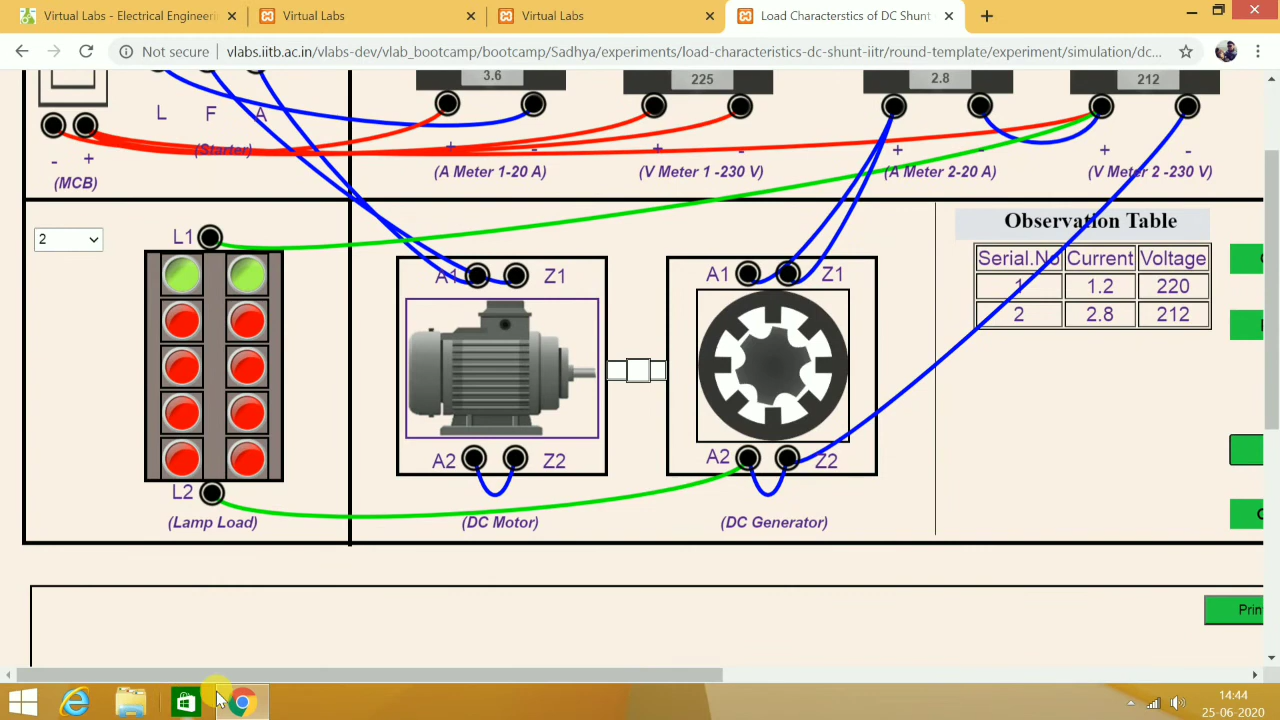 Virtual Labs - Electrical Engineeri
Virtual Labs
Virtual Labs
Load Characterstics of DC Shunt
Not secure
vlabs.iitb.ac.in/vlabs-dev/vlab_bootcamp/bootcamp/Sadhya/experiments/load-characteristics-dc-shunt-iitr/round-template/experiment/simulation/dc...
3.6
225
2.8
212
L F A
(Starter)
- +
(MCB)
+ -
(A Meter 1-20 A)
+ -
(V Meter 1 -230 V)
+ -
(A Meter 2-20 A)
+ -
(V Meter 2 -230 V)
2
L1
L2
(Lamp Load)
A1 Z1
A2 Z2
(DC Motor)
A1 Z1
A2 Z2
(DC Generator)
Observation Table
Serial.No Current Voltage
1 1.2 220
2 2.8 212
Prin
14:44
25-06-2020